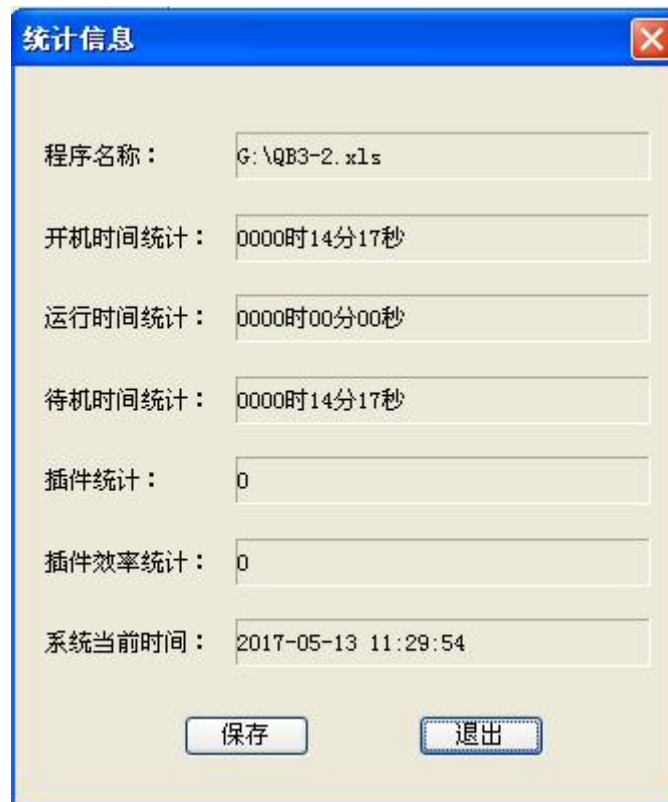 统计信息
程序名称： G:\QB3-2.xls
开机时间统计： 0000时14分17秒
运行时间统计： 0000时00分00秒
待机时间统计： 0000时14分17秒
插件统计： 0
插件效率统计： 0
系统当前时间： 2017-05-13 11:29:54
保存 退出